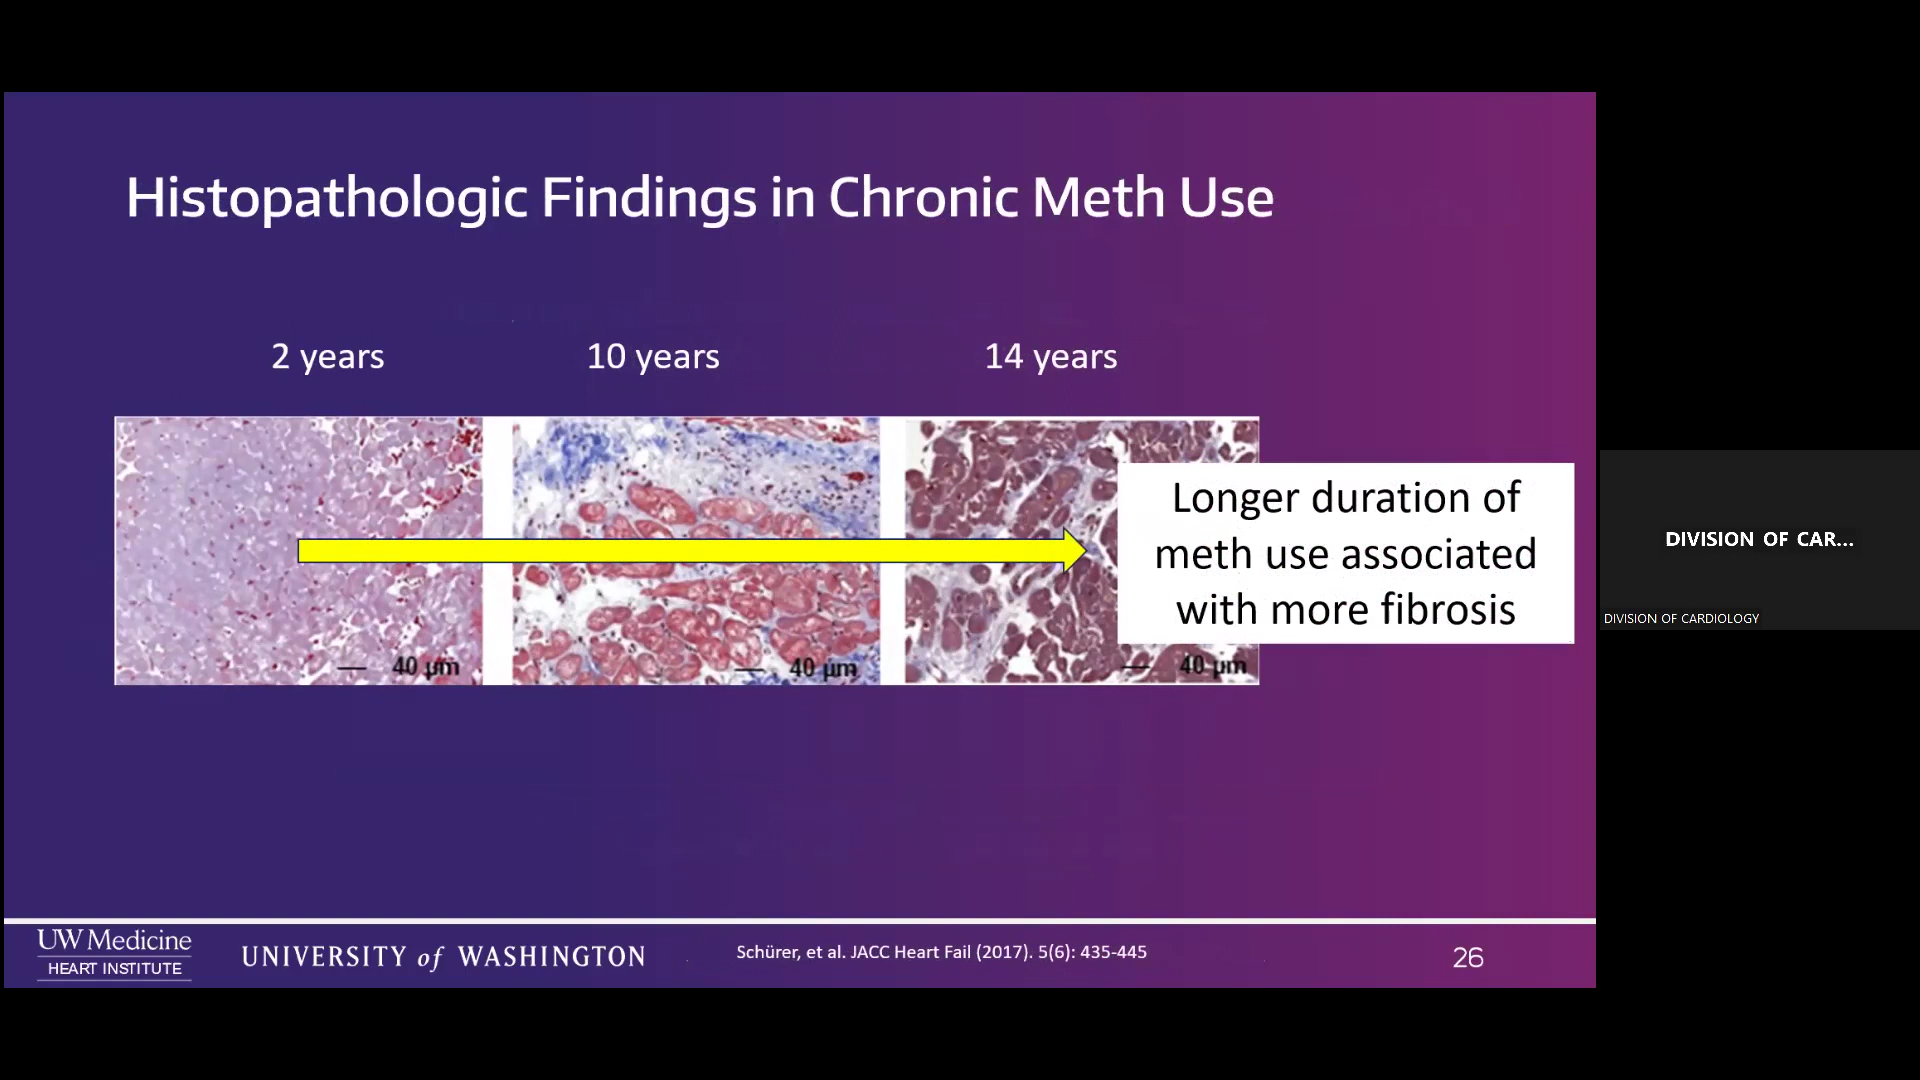 Histopathologic Findings in Chronic Meth Use
2 years
10 years
14 years
40 µm
40 µm
40 µm
Longer duration of
meth use associated
with more fibrosis
DIVISION OF CAR...
DIVISION OF CARDIOLOGY
UW Medicine
HEART INSTITUTE
UNIVERSITY of WASHINGTON
Schürer, et al. JACC Heart Fail (2017). 5(6): 435-445
26